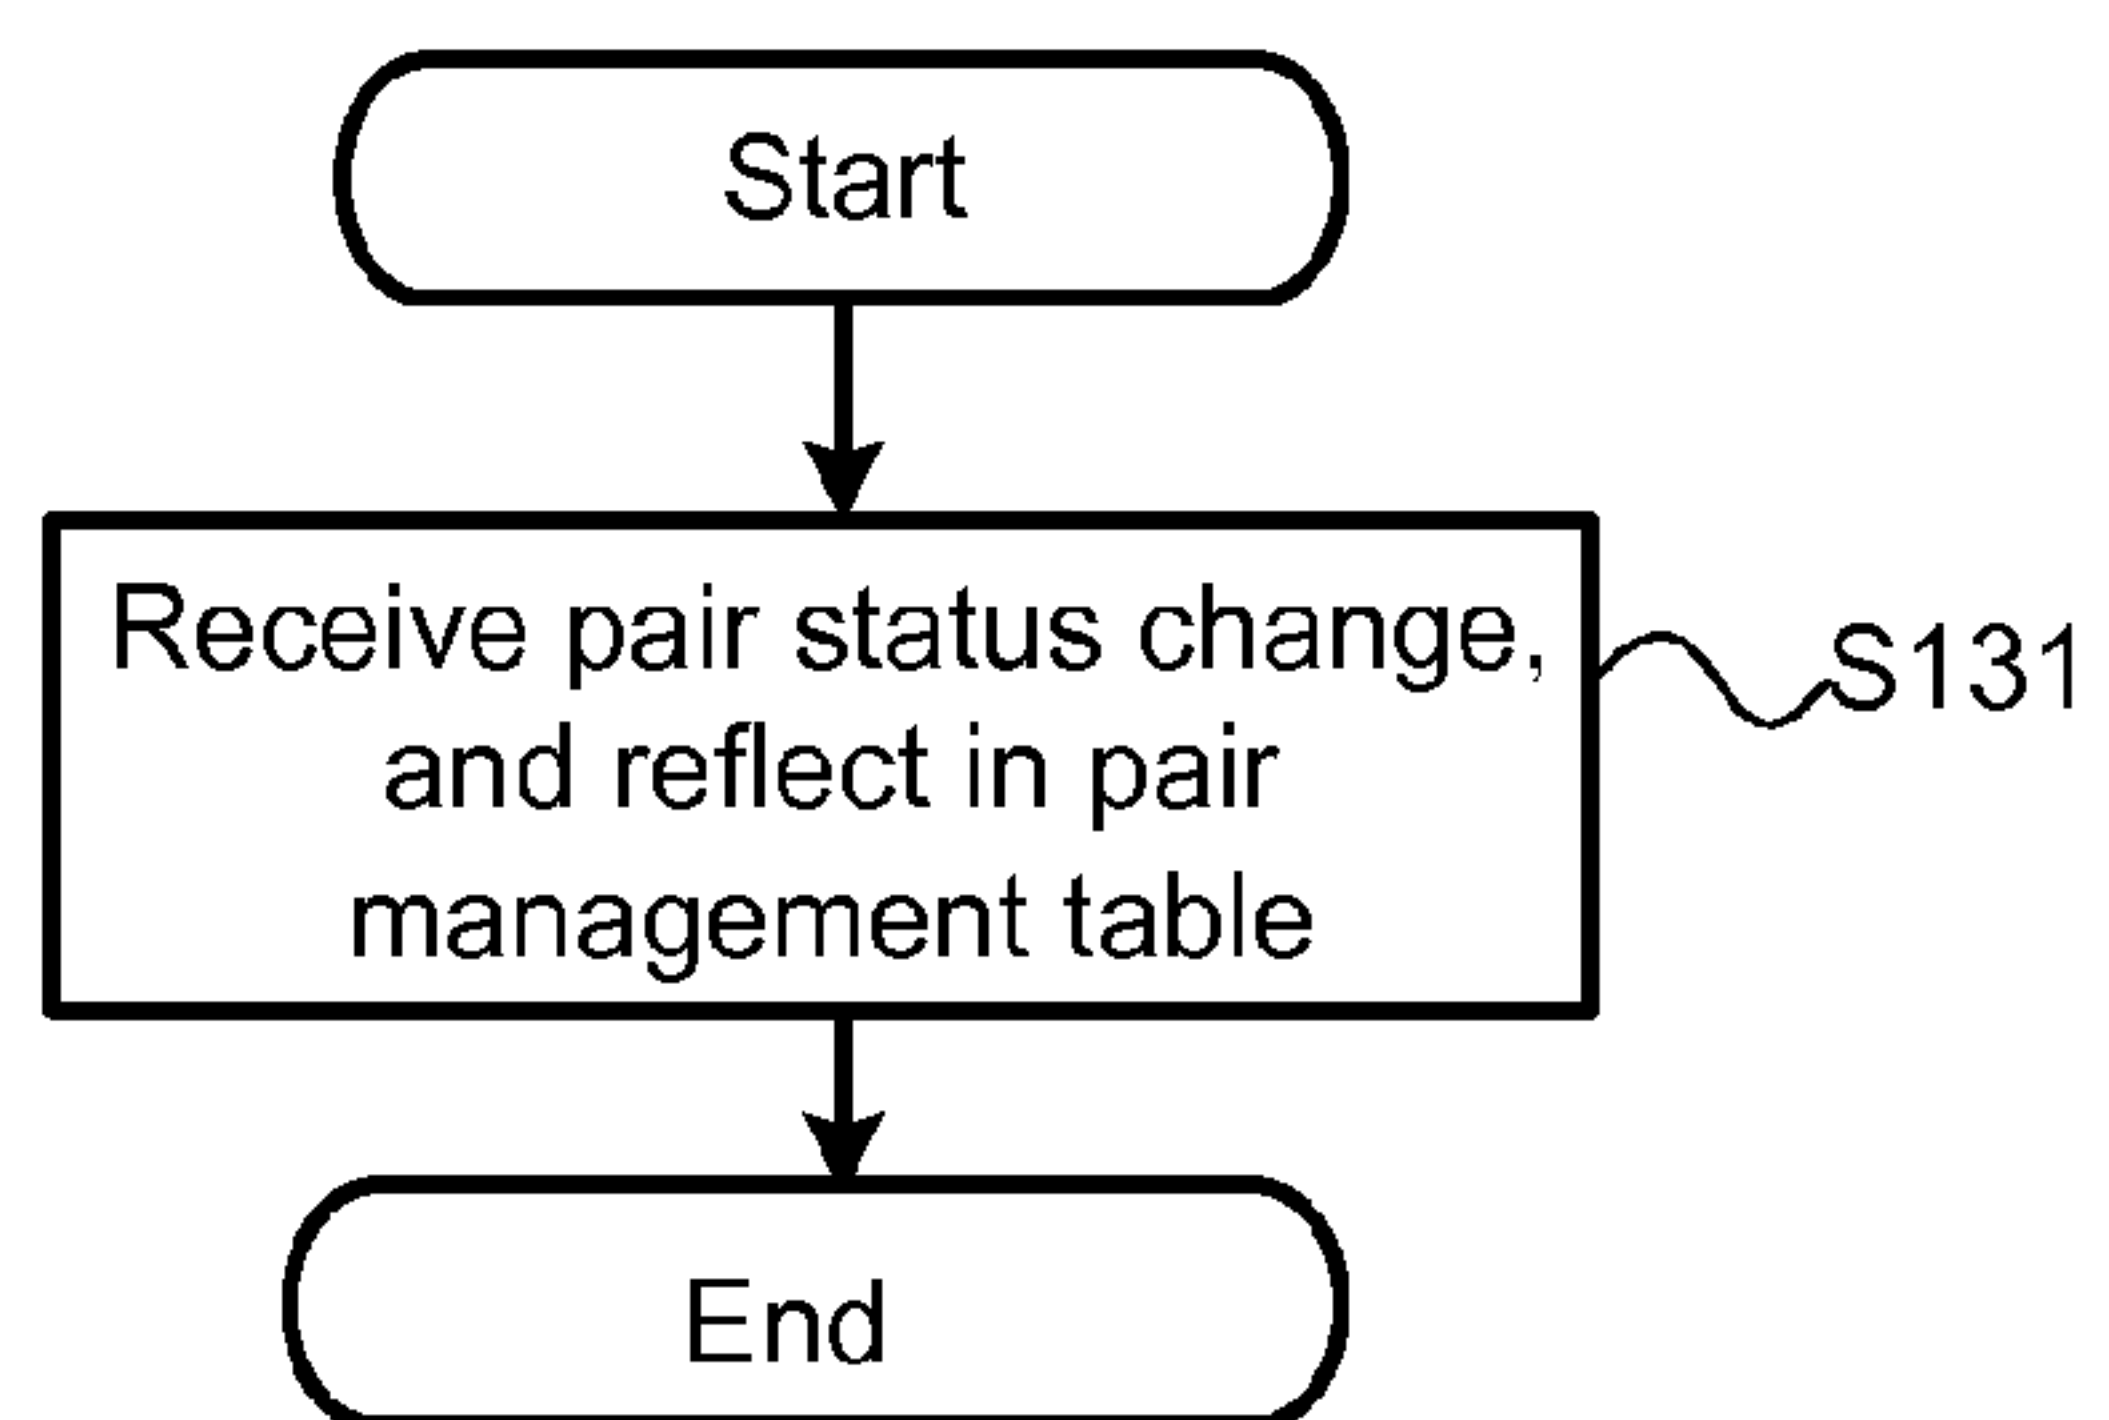 Start
Receive pair status change,
and reflect in pair
management table
S131
End